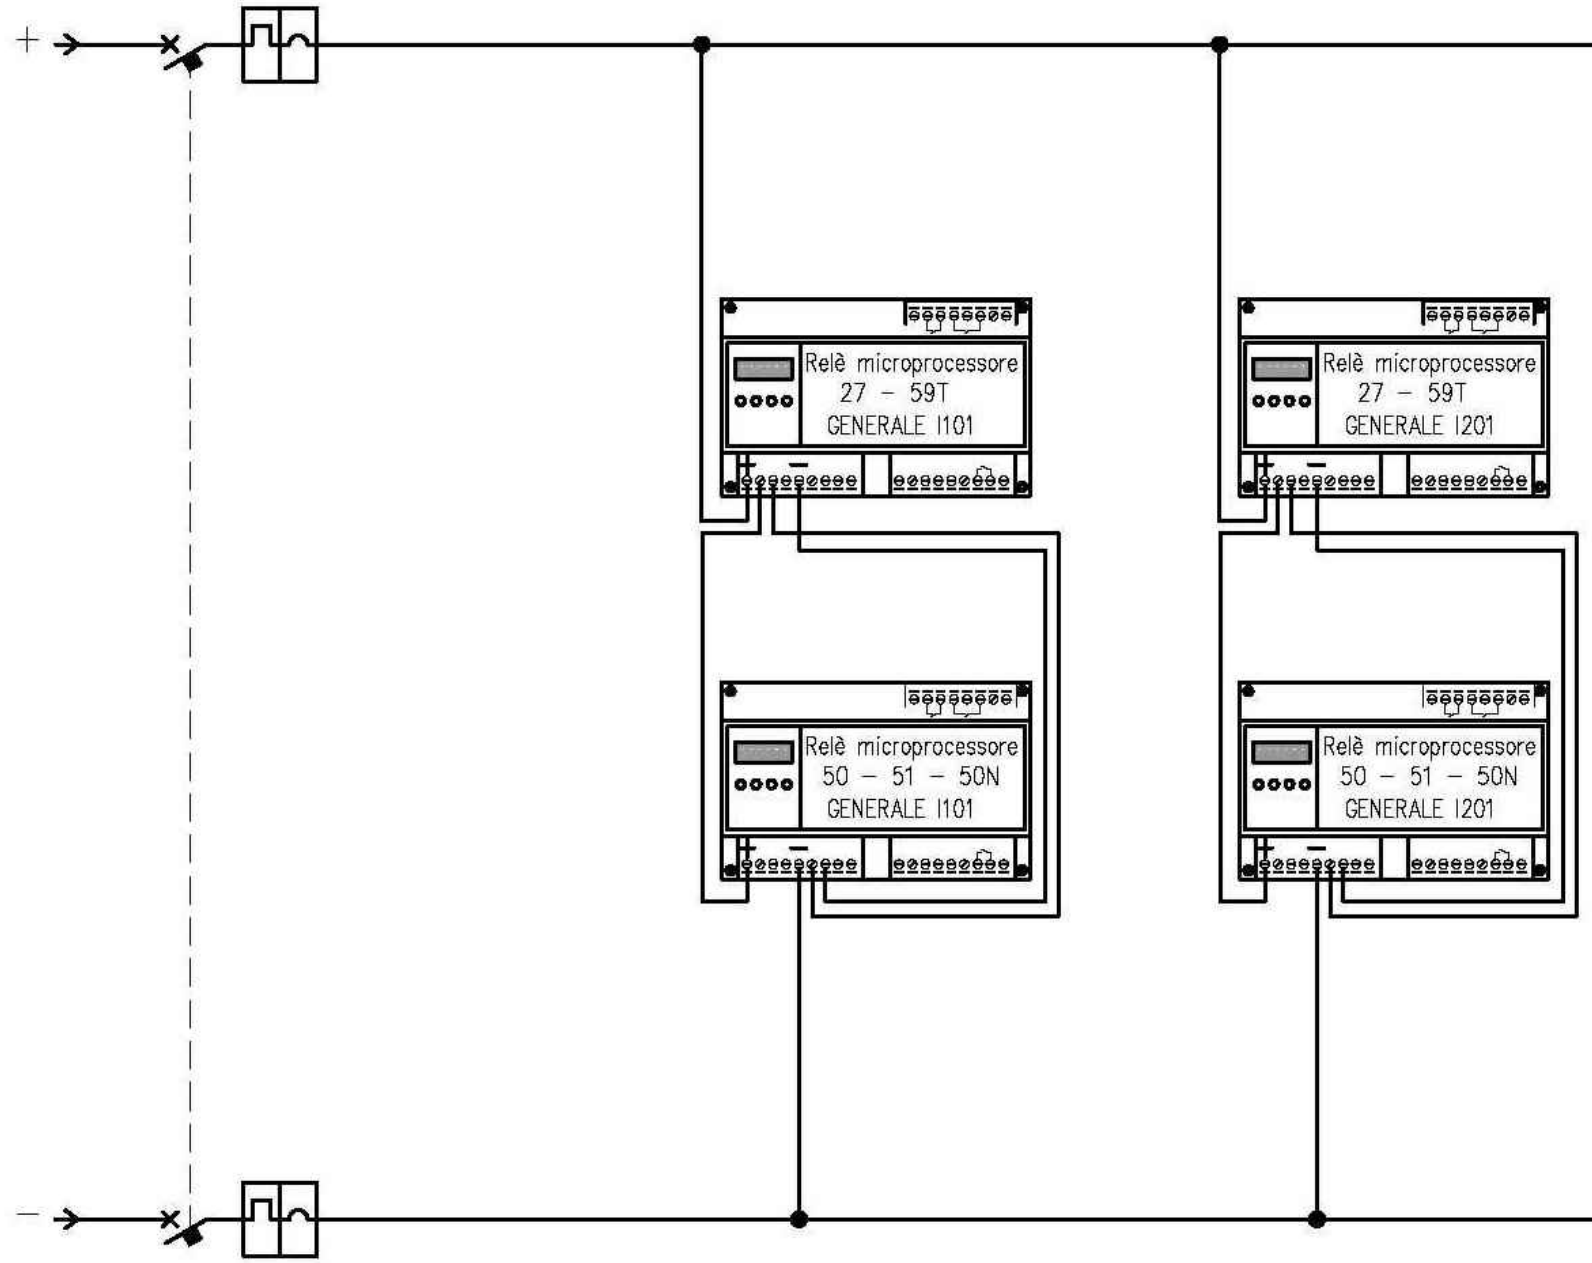 +
Relè microprocessore
27 - 59T
GENERALE I101
Relè microprocessore
27 - 59T
GENERALE I201
Relè microprocessore
50 - 51 - 50N
GENERALE I101
Relè microprocessore
50 - 51 - 50N
GENERALE I201
-